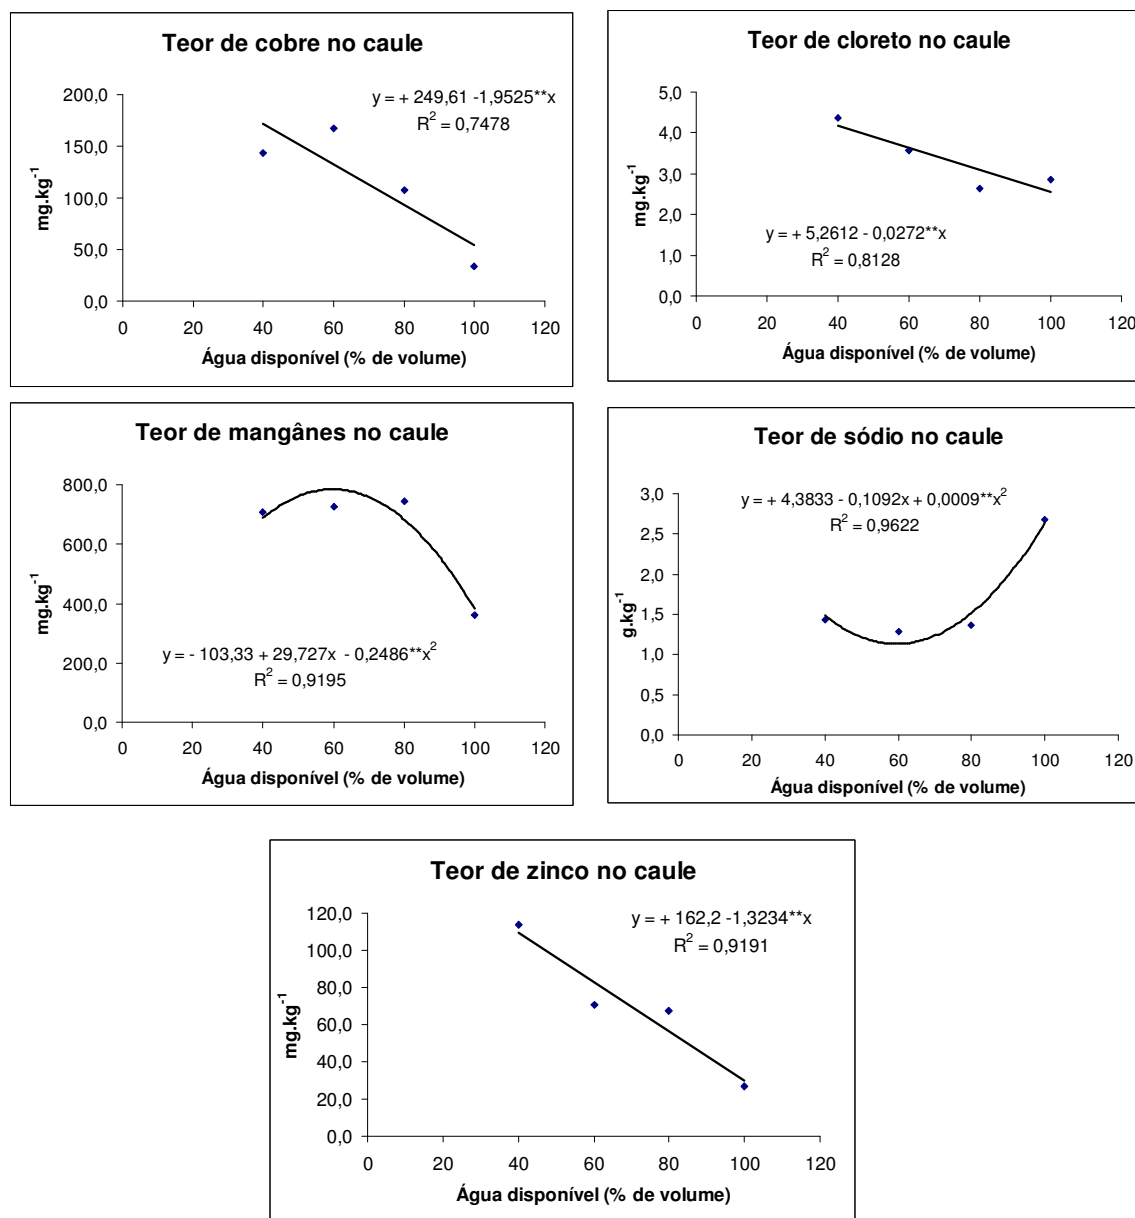 Teor de cobre no caule
y = + 249,61 -1,9525**x
R² = 0,7478
mg.kg⁻¹
200,0
150,0
100,0
50,0
0,0
0 20 40 60 80 100 120
Água disponível (% de volume)
Teor de cloreto no caule
5,0
4,0
3,0
2,0
1,0
0,0
mg.kg⁻¹
y = + 5,2612 - 0,0272**x
R² = 0,8128
0 20 40 60 80 100 120
Água disponível (% de volume)
Teor de mangânes no caule
800,0
600,0
400,0
200,0
0,0
mg.kg⁻¹
y = - 103,33 + 29,727x - 0,2486**x²
R² = 0,9195
0 20 40 60 80 100 120
Água disponível (% de volume)
Teor de sódio no caule
y = + 4,3833 - 0,1092x + 0,0009**x²
R² = 0,9622
3,0
2,5
2,0
1,5
1,0
0,5
0,0
g.kg⁻¹
0 20 40 60 80 100 120
Água disponível (% de volume)
Teor de zinco no caule
y = + 162,2 -1,3234**x
R² = 0,9191
120,0
100,0
80,0
60,0
40,0
20,0
0,0
mg.kg⁻¹
0 20 40 60 80 100 120
Água disponível (% de volume)